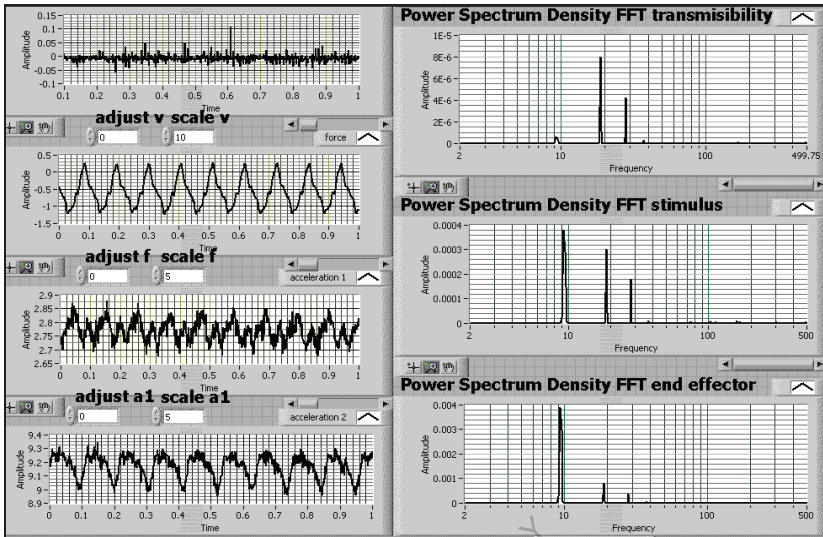 0.15
0.1
0.05
0
-0.05
-0.1
Amplitude
0.1 0.2 0.3 0.4 0.5 0.6 0.7 0.8 0.9 1
Time
adjust v scale v
0 10
force
0.5
0
-0.5
-1
-1.5
Amplitude
0 0.1 0.2 0.3 0.4 0.5 0.6 0.7 0.8 0.9 1
Time
adjust f scale f
0 5
acceleration 1
2.9
2.85
2.8
2.75
2.7
2.65
Amplitude
0 0.1 0.2 0.3 0.4 0.5 0.6 0.7 0.8 0.9 1
Time
adjust a1 scale a1
0 5
acceleration 2
9.4
9.3
9.2
9.1
9
8.9
Amplitude
0 0.1 0.2 0.3 0.4 0.5 0.6 0.7 0.8 0.9 1
Time
Power Spectrum Density FFT transmisibility
1E-5
8E-6
6E-6
4E-6
2E-6
0
Amplitude
2 10 100 499.75
Frequency
Power Spectrum Density FFT stimulus
0.0004
0.0003
0.0002
0.0001
0
Amplitude
2 10 100 500
Frequency
Power Spectrum Density FFT end effector
0.004
0.003
0.002
0.001
0
Amplitude
2 10 100 500
Frequency